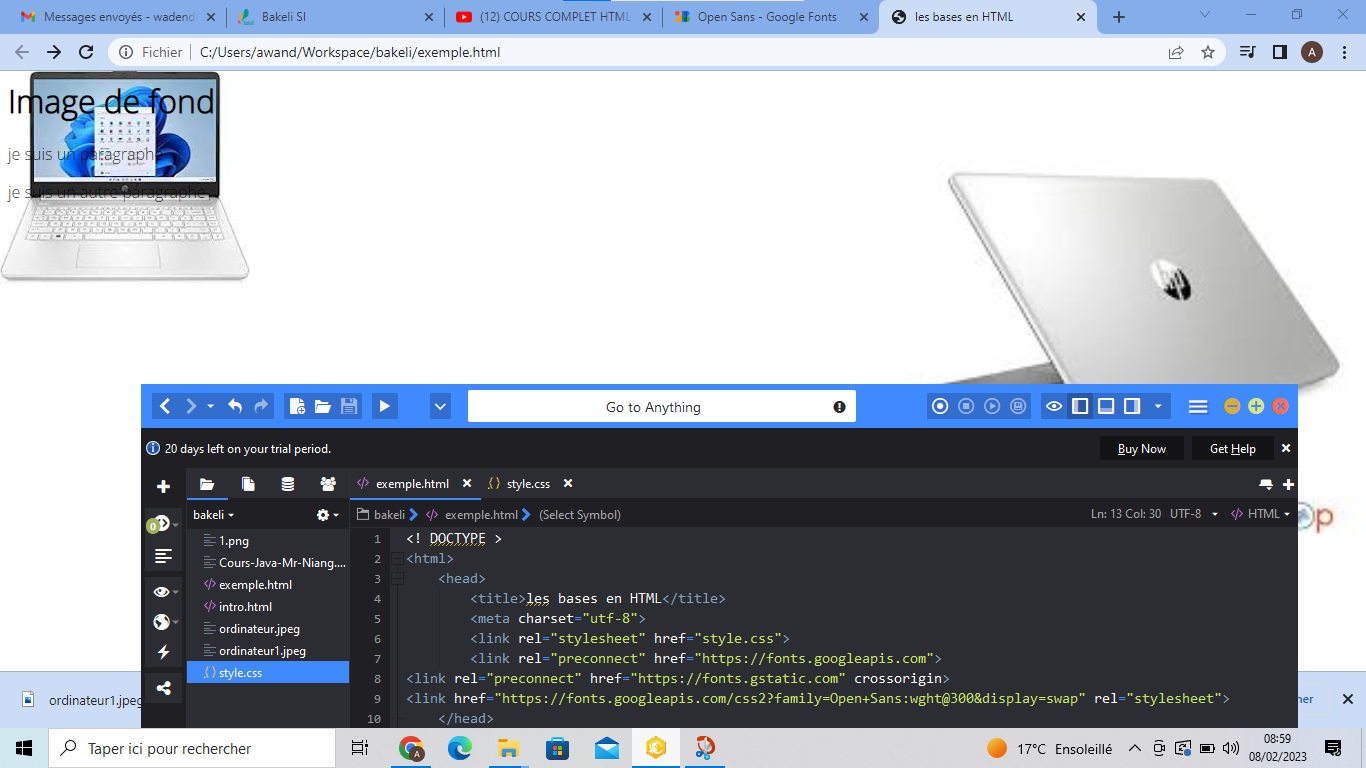 Messages envoyés - wadend
Bakeli SI
(12) COURS COMPLET HTML
Open Sans - Google Fonts
les bases en HTML
Fichier
C:/Users/awand/Workspace/bakeli/exemple.html
A
Image de fond
je suis un paragraphe
je suis un autre paragraphe
hp
Go to Anything
20 days left on your trial period.
Buy Now
Get Help
exemple.html
style.css
bakeli
bakeli exemple.html (Select Symbol)
Ln: 13 Col: 30 UTF-8 HTML
0
1.png
Cours-Java-Mr-Niang....
exemple.html
intro.html
ordinateur.jpeg
ordinateur1.jpeg
style.css
1 <! DOCTYPE >
2 <html>
3 <head>
4 <title>les bases en HTML</title>
5 <meta charset="utf-8">
6 <link rel="stylesheet" href="style.css">
7 <link rel="preconnect" href="https://fonts.googleapis.com">
8 <link rel="preconnect" href="https://fonts.gstatic.com" crossorigin>
9 <link href="https://fonts.googleapis.com/css2?family=Open+Sans:wght@300&display=swap" rel="stylesheet">
10 </head>
op
ordinateur1.jpeg
her
Taper ici pour rechercher
A
17°C Ensoleillé
08:59
08/02/2023